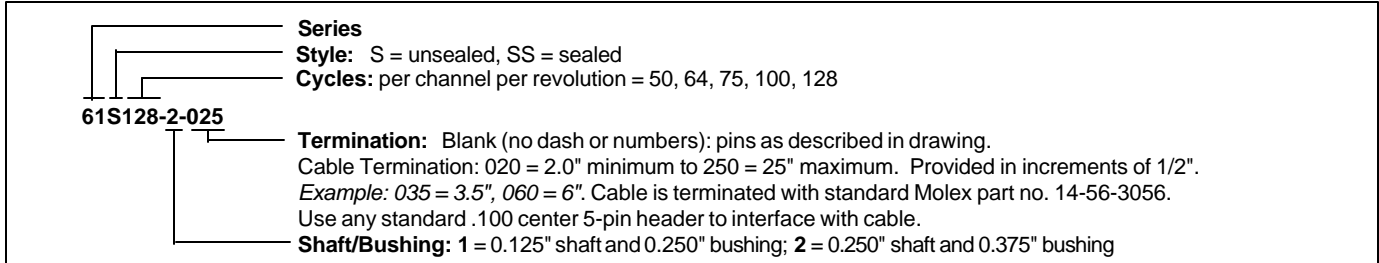 Series
Style: S = unsealed, SS = sealed
Cycles: per channel per revolution = 50, 64, 75, 100, 128
61S128-2-025
Termination: Blank (no dash or numbers): pins as described in drawing.
Cable Termination: 020 = 2.0" minimum to 250 = 25" maximum. Provided in increments of 1/2".
Example: 035 = 3.5", 060 = 6". Cable is terminated with standard Molex part no. 14-56-3056.
Use any standard .100 center 5-pin header to interface with cable.
Shaft/Bushing: 1 = 0.125" shaft and 0.250" bushing; 2 = 0.250" shaft and 0.375" bushing